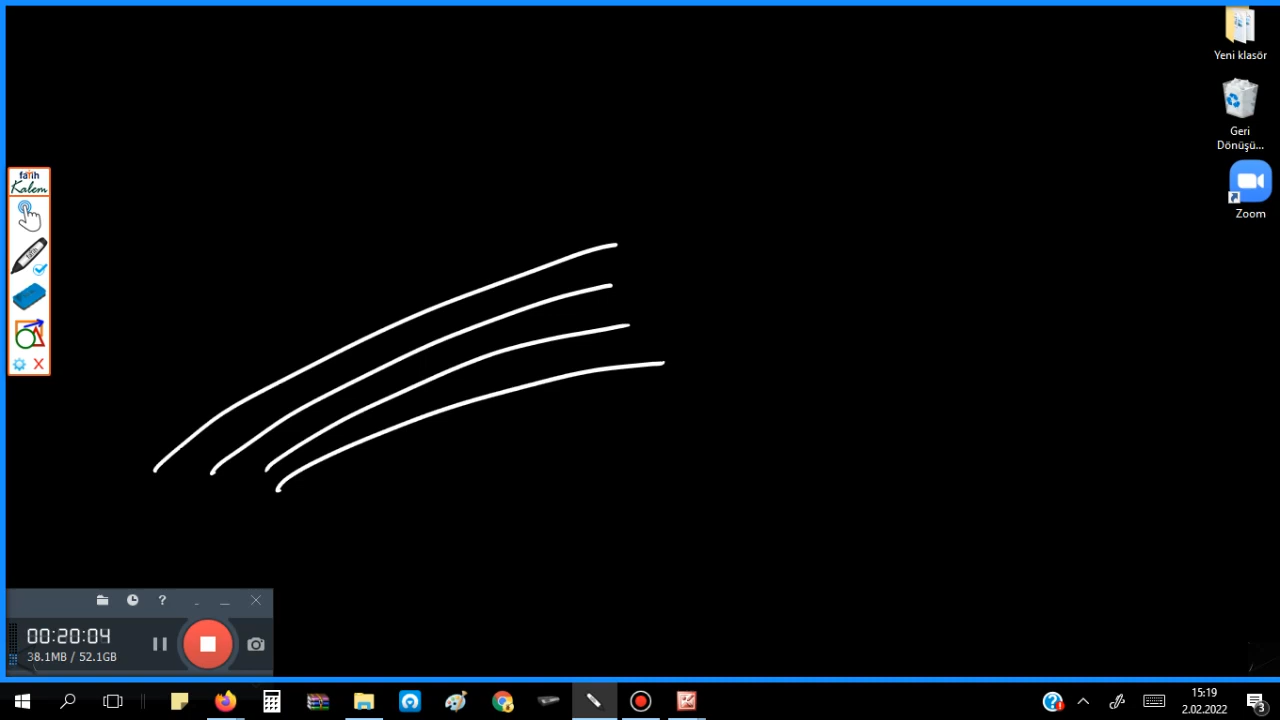 Yeni klasör
Geri
Dönüşü...
Zoom
fatih
Kalem
fatih
?
00:20:04
38.1MB / 52.1GB
15:19
2.02.2022
3